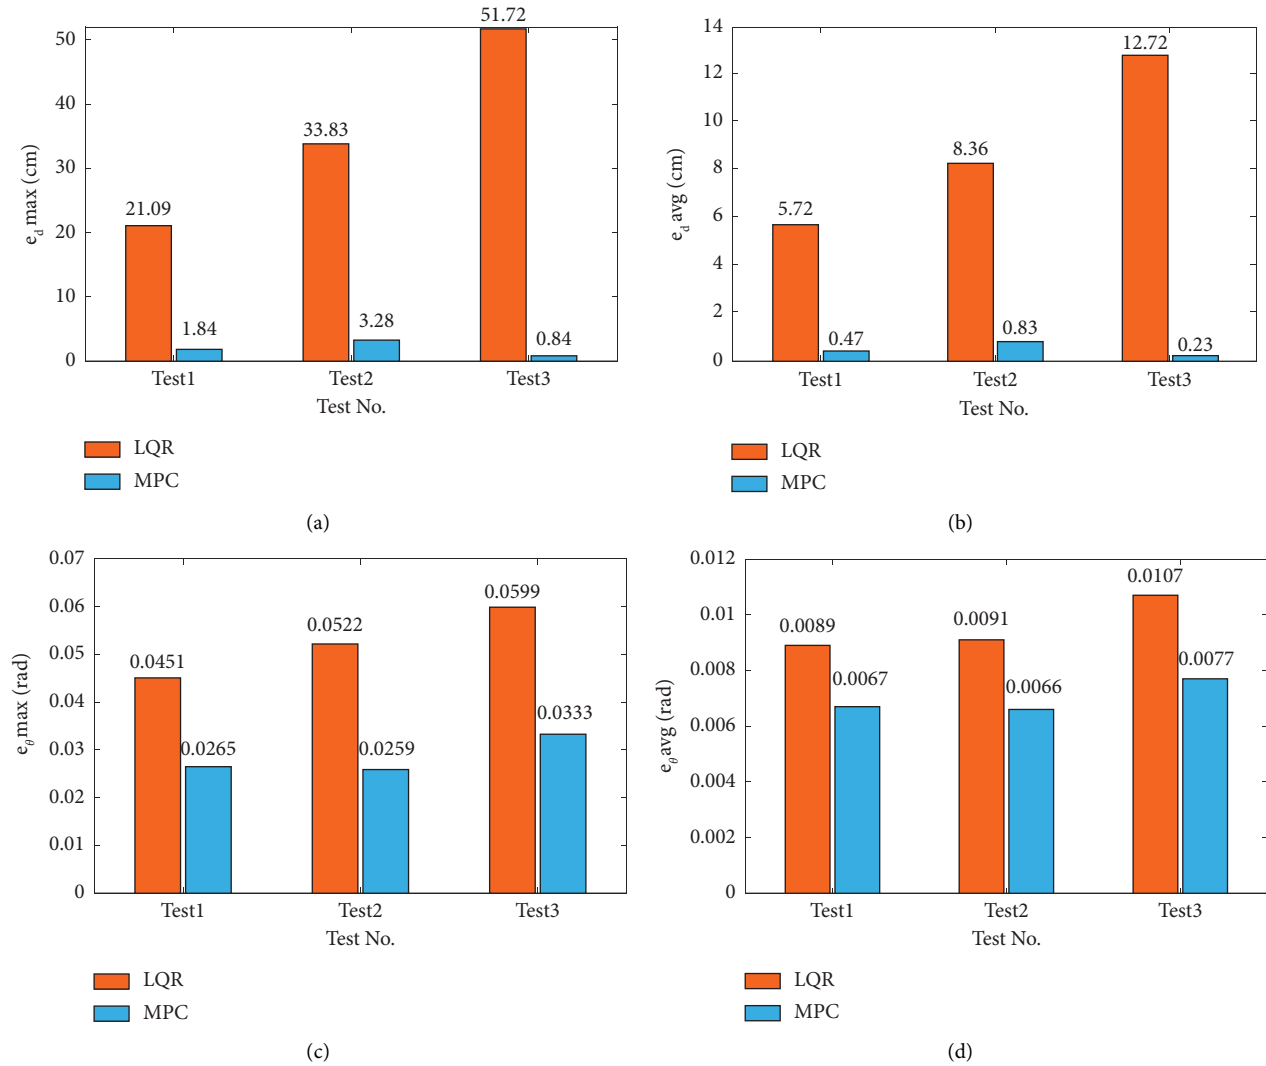 51.72
50
40
33.83
30
21.09
20
10
3.28
1.84
0.84
0
e_d max (cm)
Test1 Test2 Test3
Test No.
LQR
MPC
(a)
14
12.72
12
10
8.36
8
5.72
6
4
2
0.47
0.83
0.23
0
e_d avg (cm)
Test1 Test2 Test3
Test No.
LQR
MPC
(b)
0.07
0.0599
0.06
0.0522
0.05
0.0451
0.04
0.0333
0.03
0.0265
0.0259
0.02
0.01
0
e_θ max (rad)
Test1 Test2 Test3
Test No.
LQR
MPC
(c)
0.012
0.0107
0.01
0.0089
0.0091
0.008
0.0077
0.0067
0.0066
0.006
0.004
0.002
0
e_θ avg (rad)
Test1 Test2 Test3
Test No.
LQR
MPC
(d)